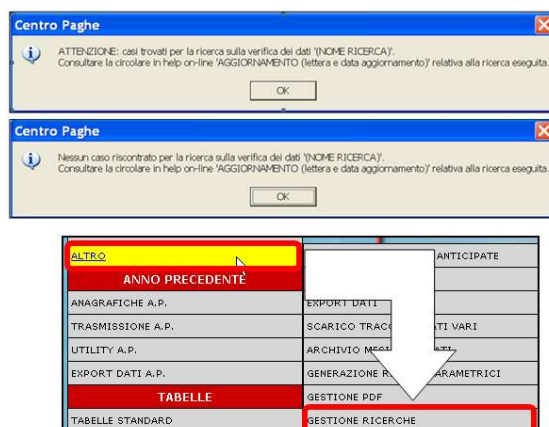 Centro Paghe
ATTENZIONE: casi trovati per la ricerca sulla verifica dei dati '(NOME RICERCA)'.
Consultare la circolare in help on-line 'AGGIORNAMENTO (lettera e data aggiornamento)' relativa alla ricerca eseguita.
OK
Centro Paghe
Nessun caso riscontrato per la ricerca sulla verifica dei dati '(NOME RICERCA)'.
Consultare la circolare in help on-line 'AGGIORNAMENTO (lettera e data aggiornamento)' relativa alla ricerca eseguita.
OK
ALTRO
ANTICIPATE
ANNO PRECEDENTE
ANAGRAFICHE A.P.
EXPORT DATI
TRASMISSIONE A.P.
SCARICO VARI
UTILITY A.P.
ARCHIVIO
EXPORT DATI A.P.
GENERAZIONE
TABELLE
GESTIONE PDF
TABELLE STANDARD
GESTIONE RICERCHE